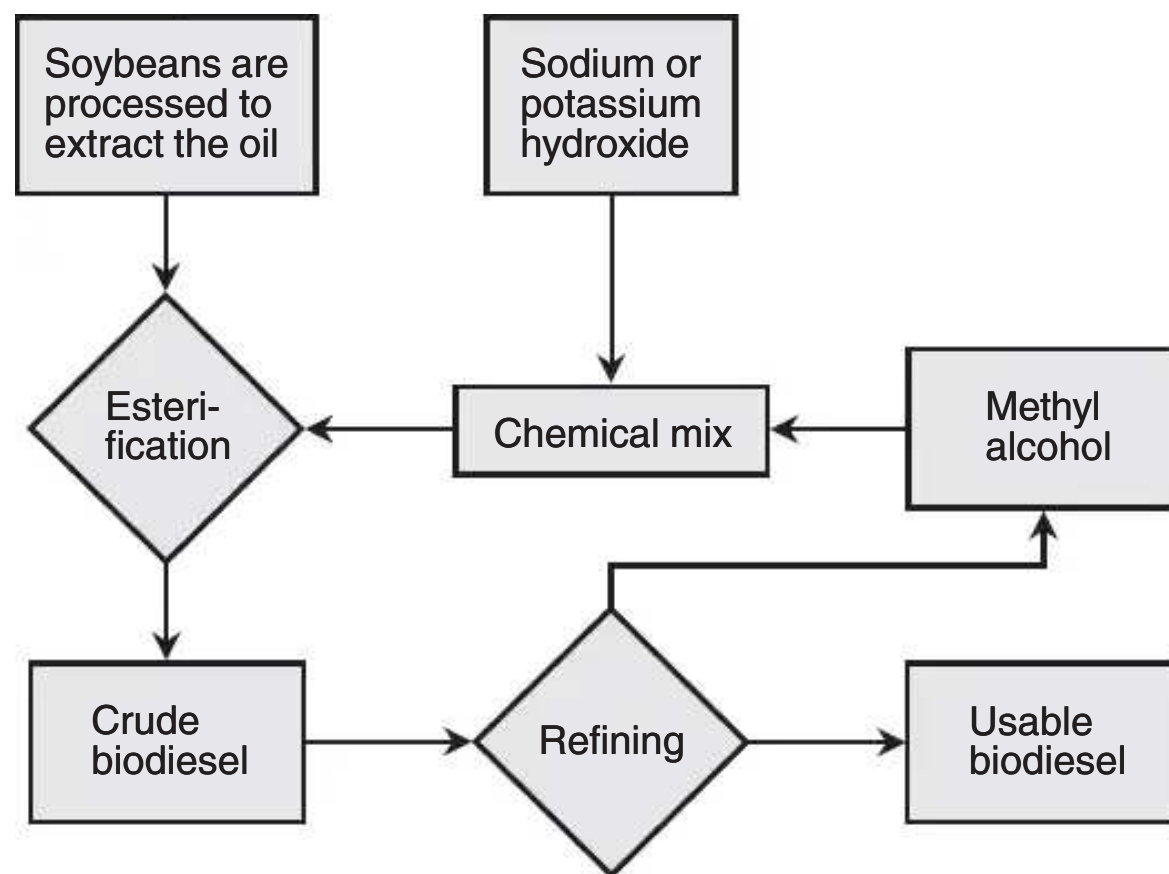 Soybeans are
processed to
extract the oil
Sodium or
potassium
hydroxide
Esteri-
fication
Chemical mix
Methyl
alcohol
Crude
biodiesel
Refining
Usable
biodiesel